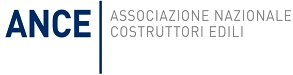 ANCE
ASSOCIAZIONE NAZIONALE
COSTRUTTORI EDILI